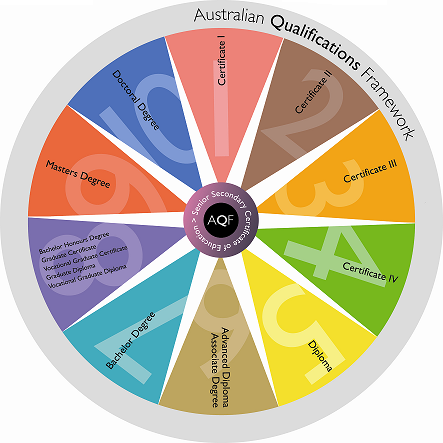 Australian Qualifications Framework
Certificate I
1
Certificate II
2
Certificate III
3
Certificate IV
4
Diploma
5
Advanced Diploma
Associate Degree
6
Bachelor Degree
7
Bachelor Honours Degree
Graduate Certificate
Vocational Graduate Certificate
Graduate Diploma
Vocational Graduate Diploma
8
Masters Degree
9
Doctoral Degree
10
Senior Secondary Certificate of Education >
AQF